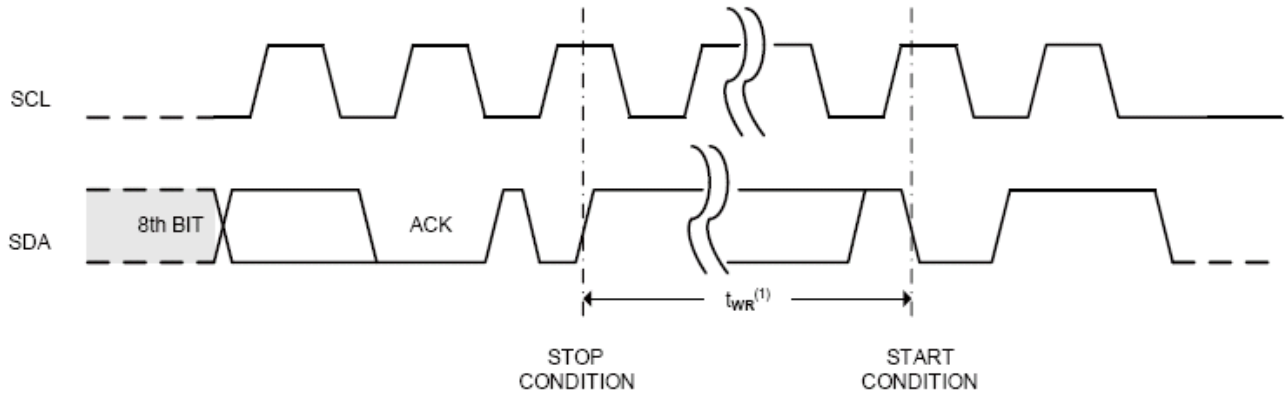 SCL
8th BIT
ACK
SDA
tWR(1)
STOP
CONDITION
START
CONDITION